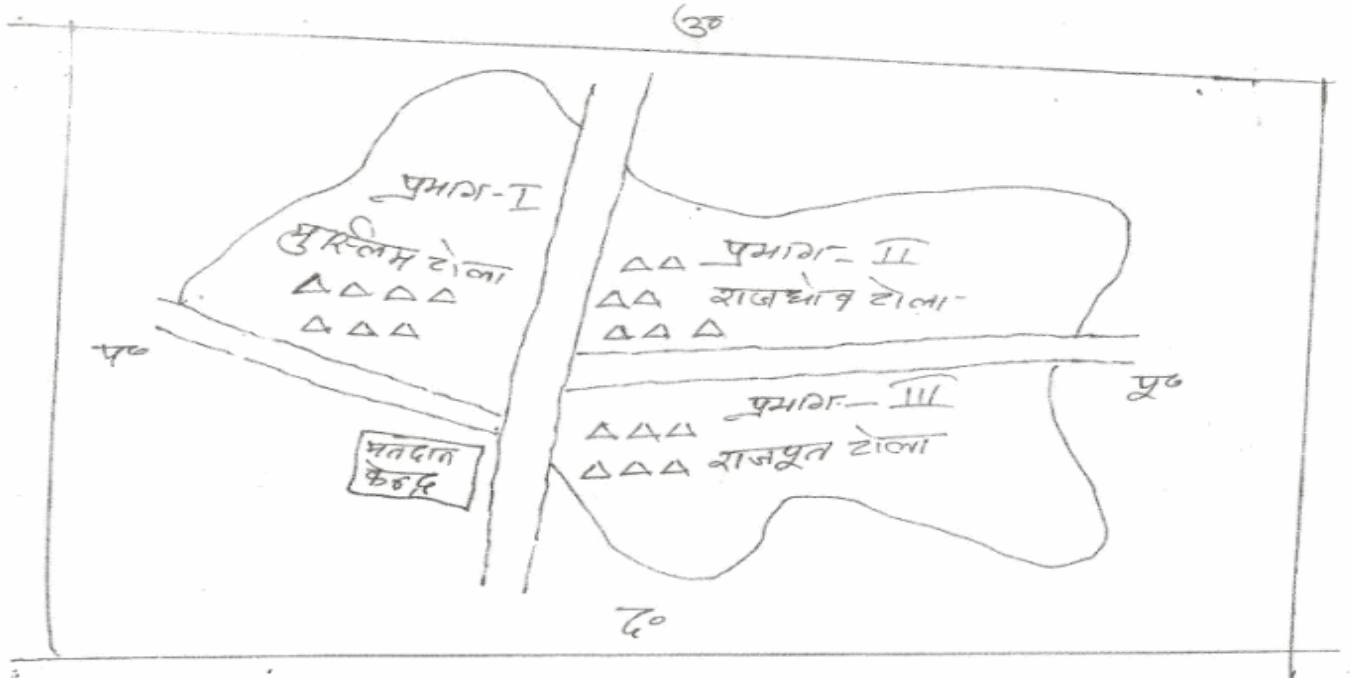 उ०
प्रभाग-I
मुस्लिम टोला
प्रभाग- II
राजधोव टोला-
प०
पू०
प्रभाग- III
राजपूत टोला
मतदान
केन्द्र
द०